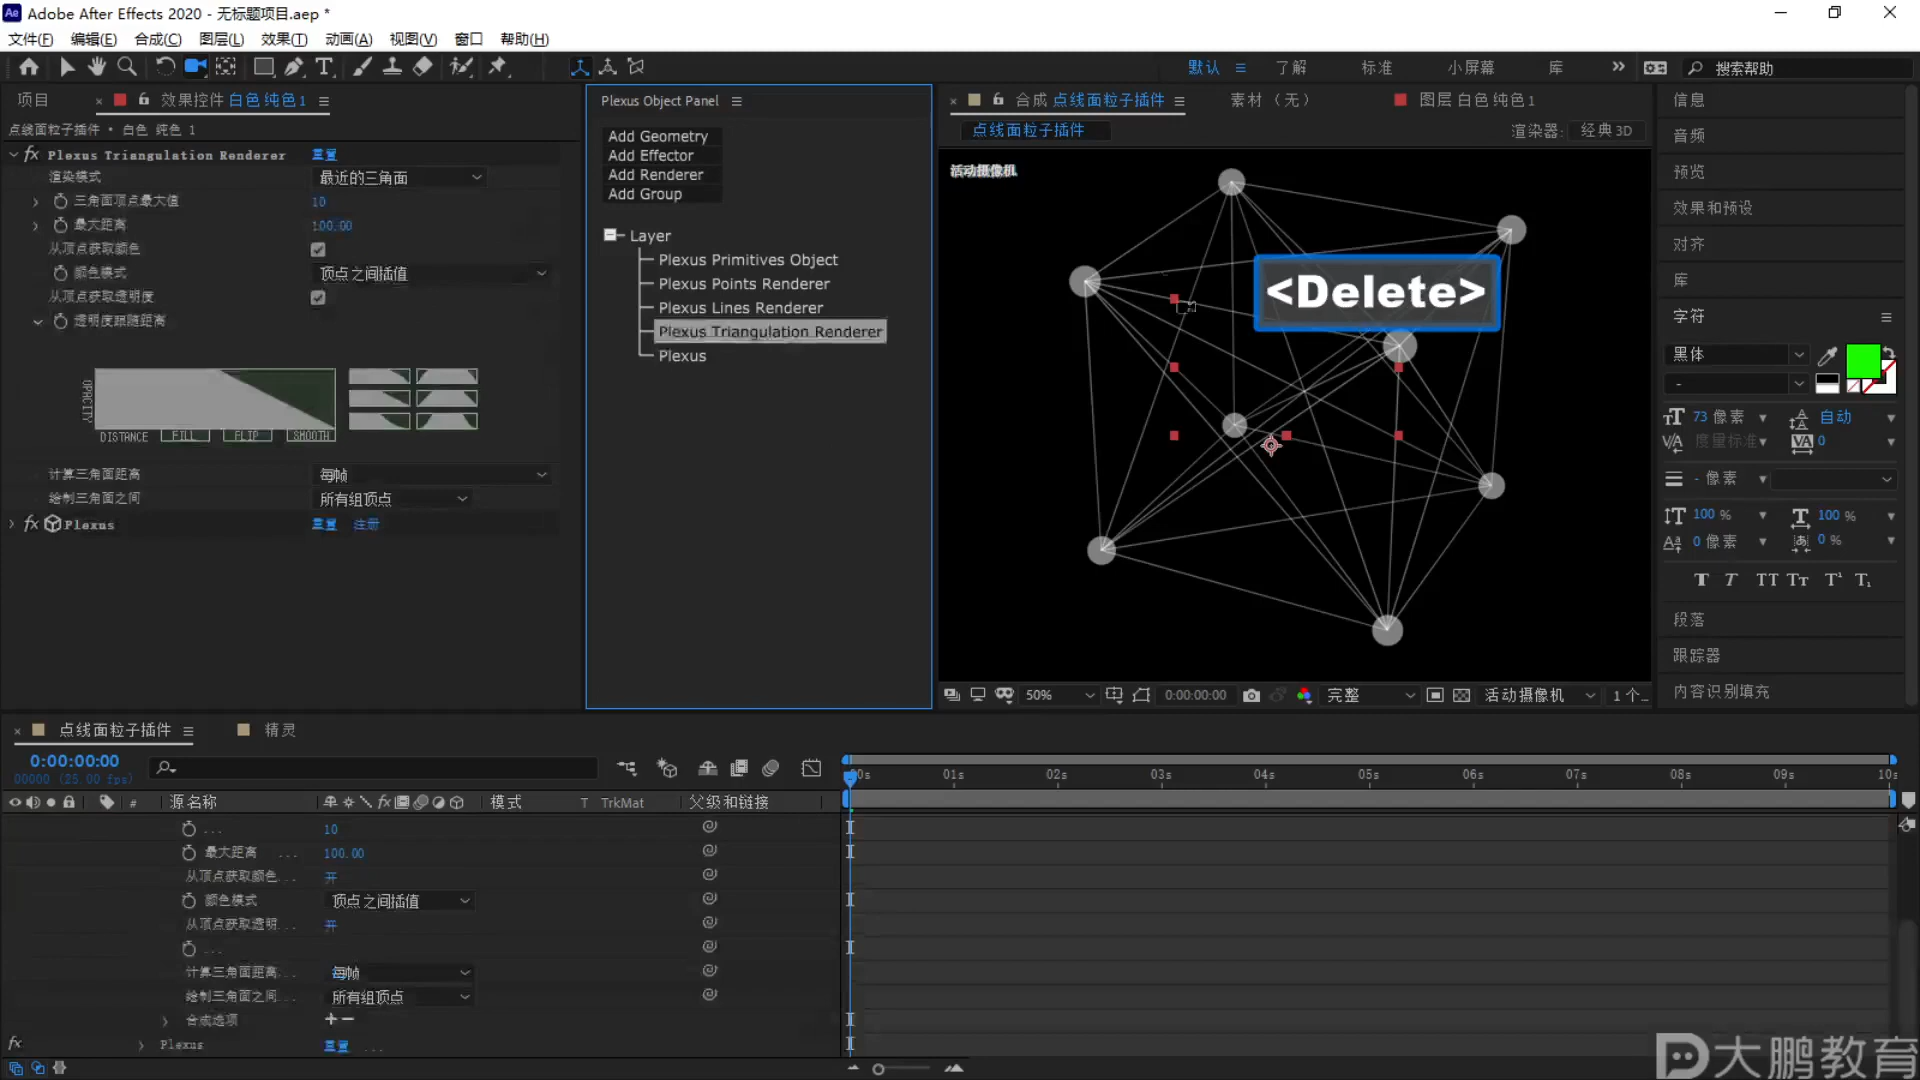 Adobe After Effects 2020 - 无标题项目.aep *
文件(F) 编辑(E) 合成(C) 图层(L) 效果(T) 动画(A) 视图(V) 窗口 帮助(H)
默认 了解 标准 小屏幕 库 搜索帮助
项目 效果控件 白色 纯色 1
点线面粒子插件 • 白色 纯色 1
Plexus Triangulation Renderer 重置
渲染模式 最近的三角面
三角面顶点最大值 10
最大距离 100.00
从顶点获取颜色
颜色模式 顶点之间插值
从顶点获取透明度
透明度跟随距离
OPACITY
DISTANCE FILL FLIP SMOOTH
计算三角面距离 每帧
绘制三角面之间 所有组顶点
fx Plexus 重置 注册
Plexus Object Panel
Add Geometry
Add Effector
Add Renderer
Add Group
Layer
Plexus Primitives Object
Plexus Points Renderer
Plexus Lines Renderer
Plexus Triangulation Renderer
Plexus
合成 点线面粒子插件 素材（无） 图层 白色 纯色 1
点线面粒子插件 渲染器: 经典 3D
活动摄像机
<Delete>
50% 0:00:00:00 完整 活动摄像机 1 个...
信息
音频
预览
效果和预设
对齐
库
字符
黑体
-
73 像素 自动
度量标准 0
- 像素
100 % 100 %
0 像素 0 %
段落
跟踪器
内容识别填充
点线面粒子插件 精灵
0:00:00:00
00000 (25.00 fps)
00s 01s 02s 03s 04s 05s 06s 07s 08s 09s 10s
# 源名称 模式 T TrkMat 父级和链接
... 10
最大距离 ... 100.00
从顶点获取颜色... 开
颜色模式 顶点之间插值
从顶点获取透明... 开
...
计算三角面距离... 每帧
绘制三角面之间... 所有组顶点
合成选项 + -
fx Plexus 重置 ...
大鹏教育